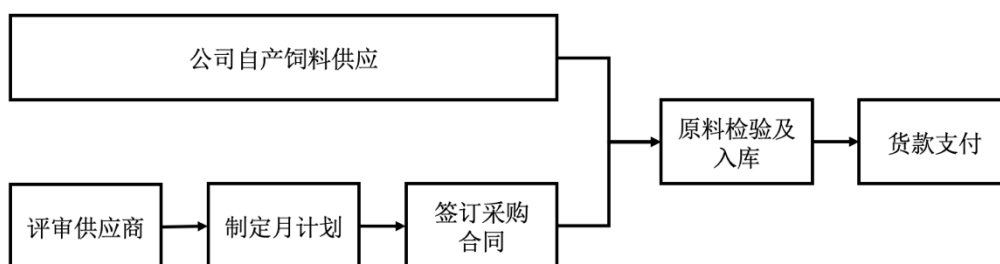 公司自产饲料供应
原料检验及
入库
货款支付
评审供应商
制定月计划
签订采购
合同